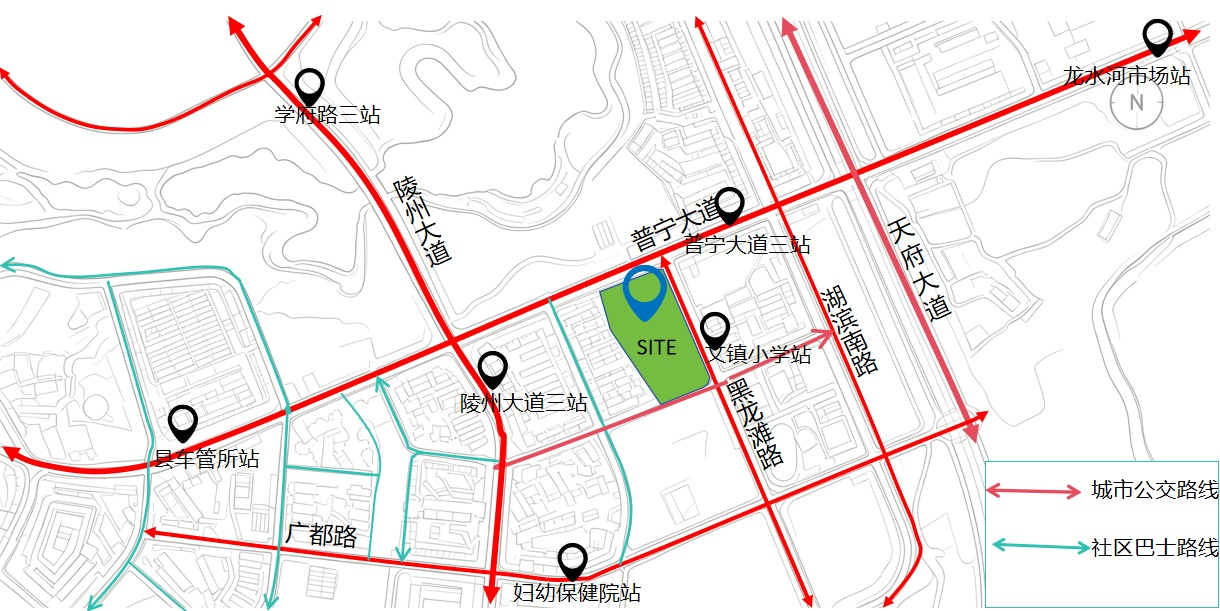 龙水河市场站
N
学府路三站
陵州大道
普宁大道
普宁大道三站
天府大道
湖滨南路
SITE
文镇小学站
陵州大道三站
黑龙滩路
县车管所站
城市公交路线
广都路
社区巴士路线
妇幼保健院站